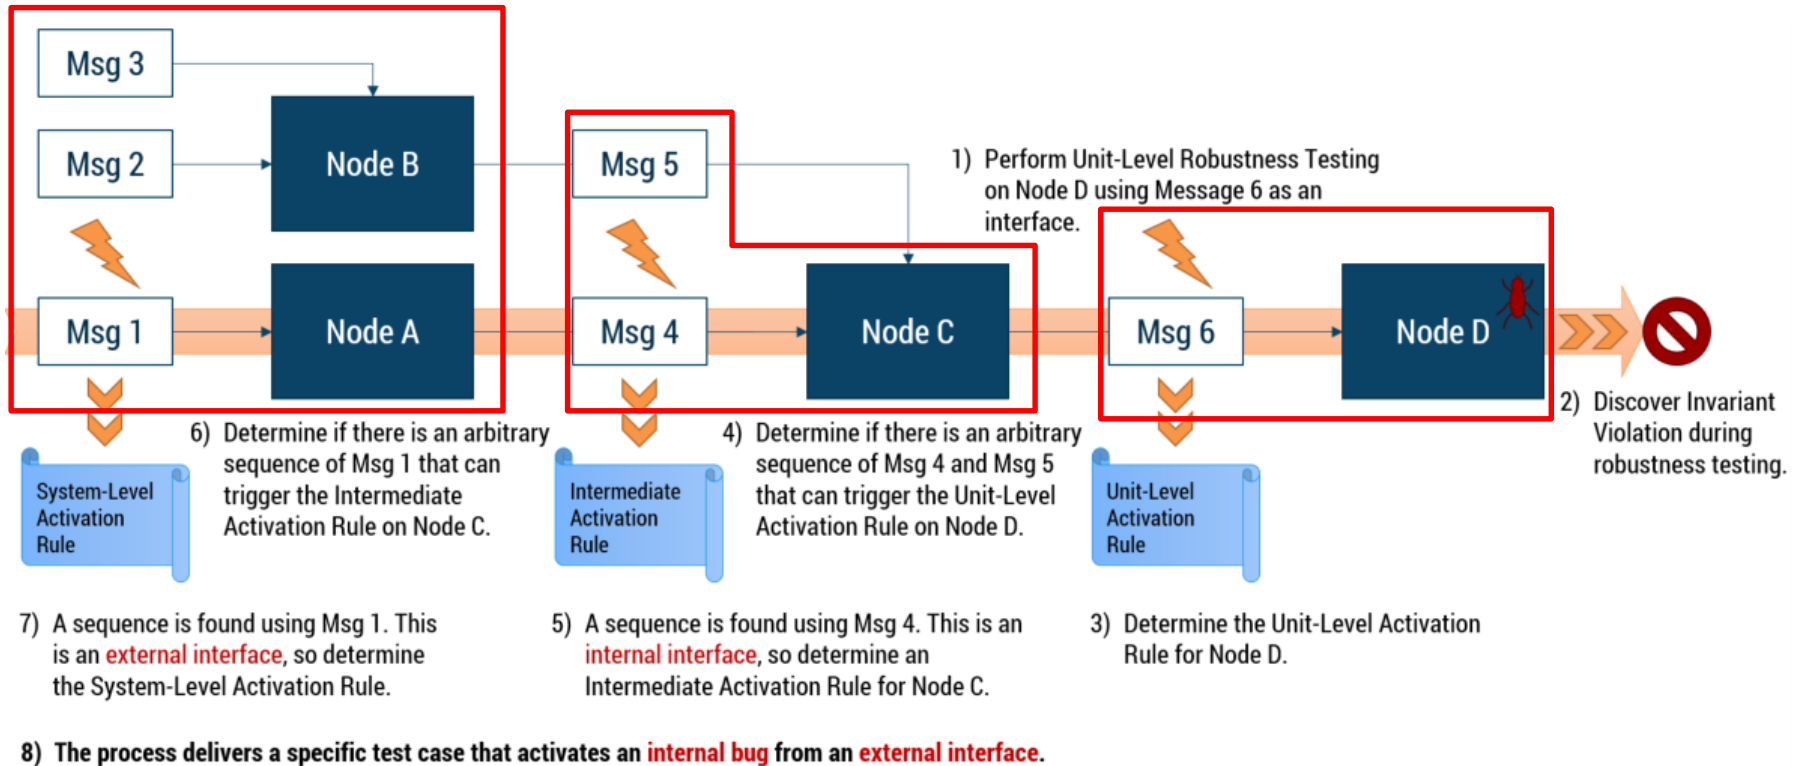 Msg 3
Msg 2
Node B
Msg 5
1) Perform Unit-Level Robustness Testing
on Node D using Message 6 as an
interface.
Msg 1
Node A
Msg 4
Node C
Msg 6
Node D
2) Discover Invariant
Violation during
robustness testing.
6) Determine if there is an arbitrary
sequence of Msg 1 that can
trigger the Intermediate
Activation Rule on Node C.
4) Determine if there is an arbitrary
sequence of Msg 4 and Msg 5
that can trigger the Unit-Level
Activation Rule on Node D.
System-Level
Activation
Rule
Intermediate
Activation
Rule
Unit-Level
Activation
Rule
7) A sequence is found using Msg 1. This
is an external interface, so determine
the System-Level Activation Rule.
5) A sequence is found using Msg 4. This is an
internal interface, so determine an
Intermediate Activation Rule for Node C.
3) Determine the Unit-Level Activation
Rule for Node D.
8) The process delivers a specific test case that activates an internal bug from an external interface.